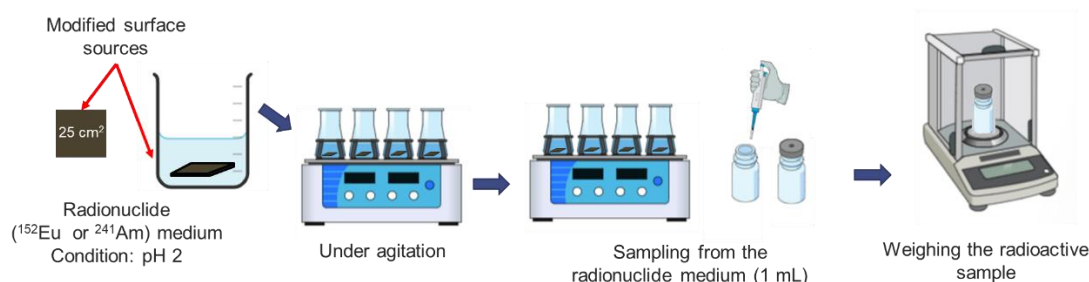 Modified surface
sources
25 cm²
Radionuclide
(¹⁵²Eu or ²⁴¹Am) medium
Condition: pH 2
Under agitation
Sampling from the
radionuclide medium (1 mL)
Weighing the radioactive
sample